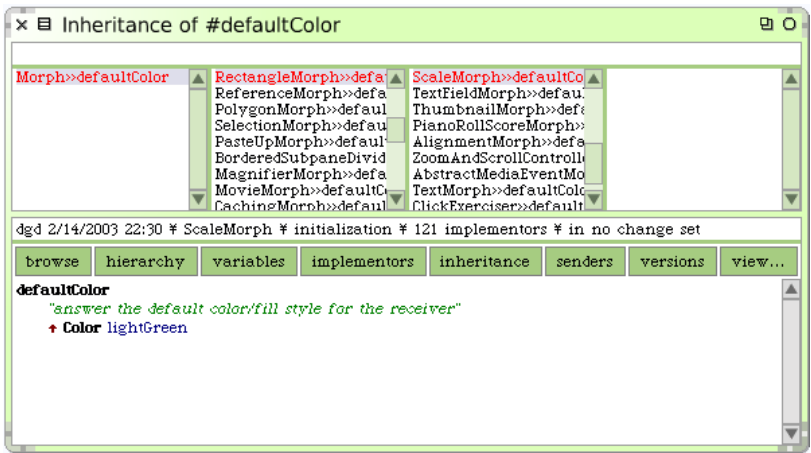 Inheritance of #defaultColor
Morph»defaultColor
RectangleMorph»defa
ReferenceMorph»defa
PolygonMorph»defaul
SelectionMorph»defau
PasteUpMorph»default
BorderedSubpaneDivid
MagnifierMorph»defa
MovieMorph»defaultC
CachingMorph»default
ScaleMorph»defaultCo
TextFieldMorph»defau
ThumbnailMorph»defa
PianoRollScoreMorph»
AlignmentMorph»defa
ZoomAndScrollControlle
AbstractMediaEventMo
TextMorph»defaultColo
ClickExerciser»default
dgd 2/14/2003 22:30 ¥ ScaleMorph ¥ initialization ¥ 121 implementors ¥ in no change set
browse hierarchy variables implementors inheritance senders versions view...
defaultColor
"answer the default color/fill style for the receiver"
↑ Color lightGreen